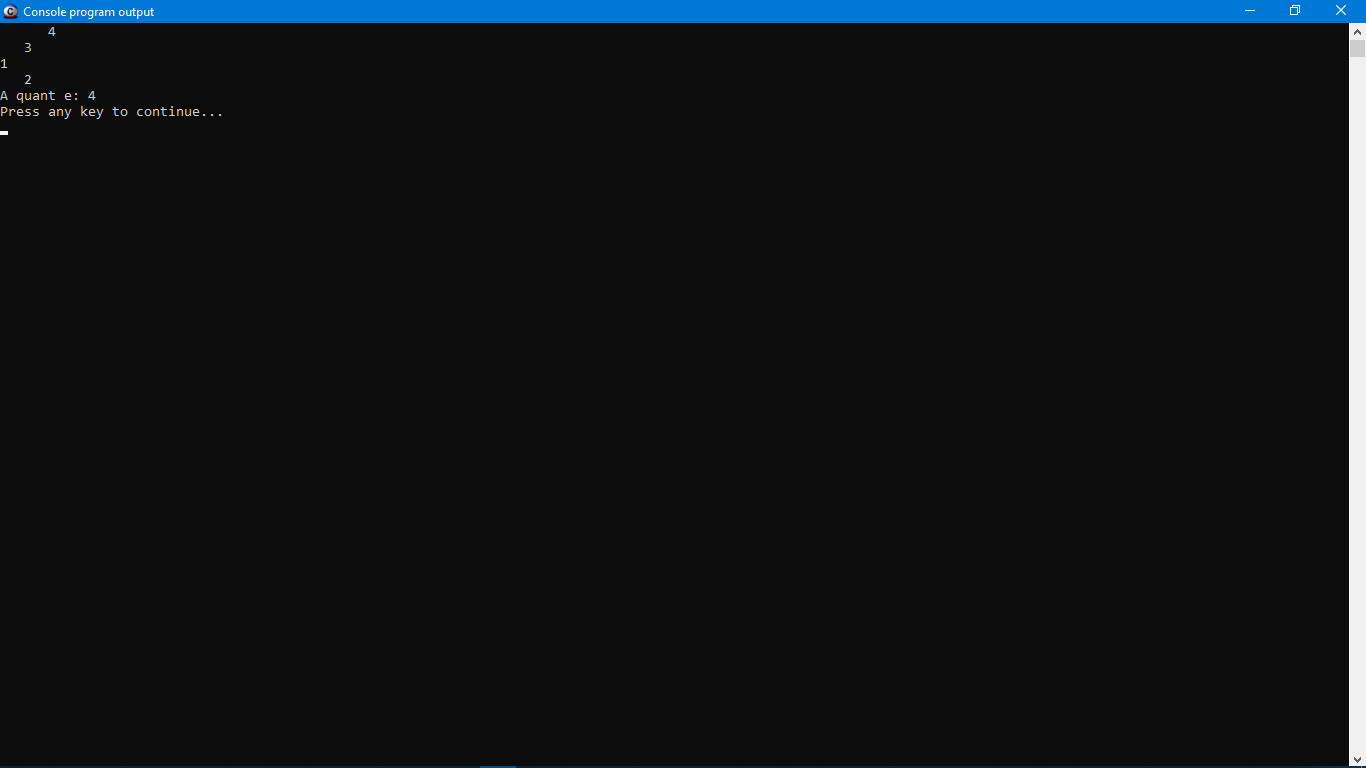 Console program output
      4
   3
1
   2
A quant e: 4
Press any key to continue...